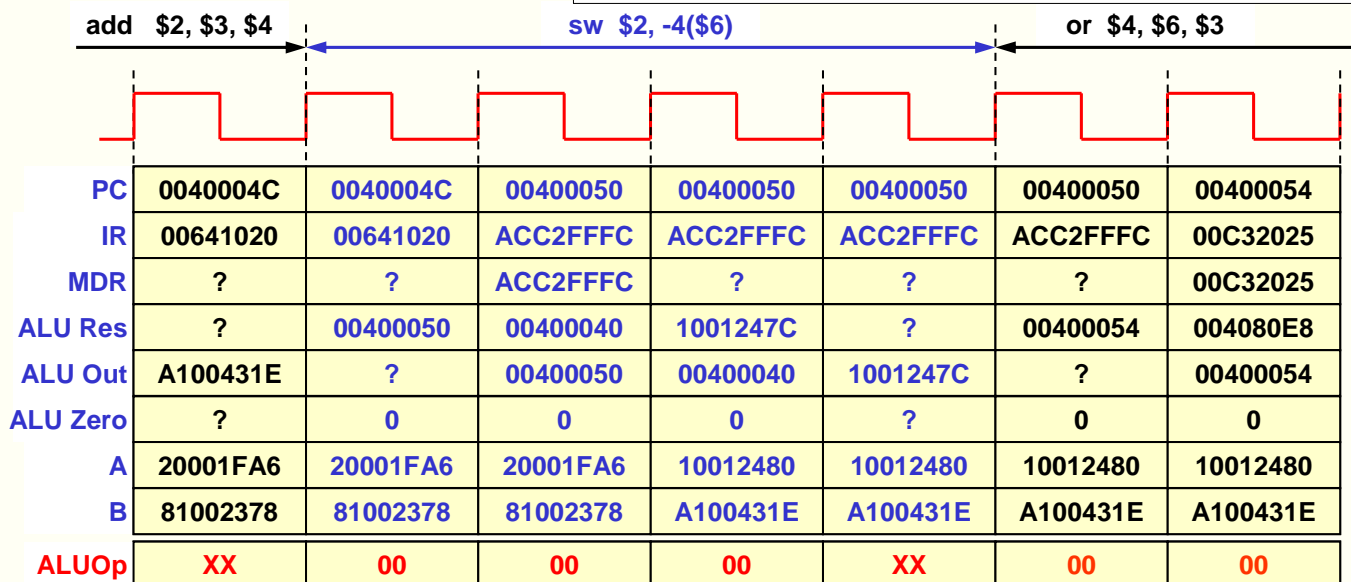 add $2, $3, $4 sw $2, -4($6) or $4, $6, $3
PC 0040004C 0040004C 00400050 00400050 00400050 00400050 00400054
IR 00641020 00641020 ACC2FFFC ACC2FFFC ACC2FFFC ACC2FFFC 00C32025
MDR ? ? ACC2FFFC ? ? ? 00C32025
ALU Res ? 00400050 00400040 1001247C ? 00400054 004080E8
ALU Out A100431E ? 00400050 00400040 1001247C ? 00400054
ALU Zero ? 0 0 0 ? 0 0
A 20001FA6 20001FA6 20001FA6 10012480 10012480 10012480 10012480
B 81002378 81002378 81002378 A100431E A100431E A100431E A100431E
ALUOp XX 00 00 00 XX 00 00